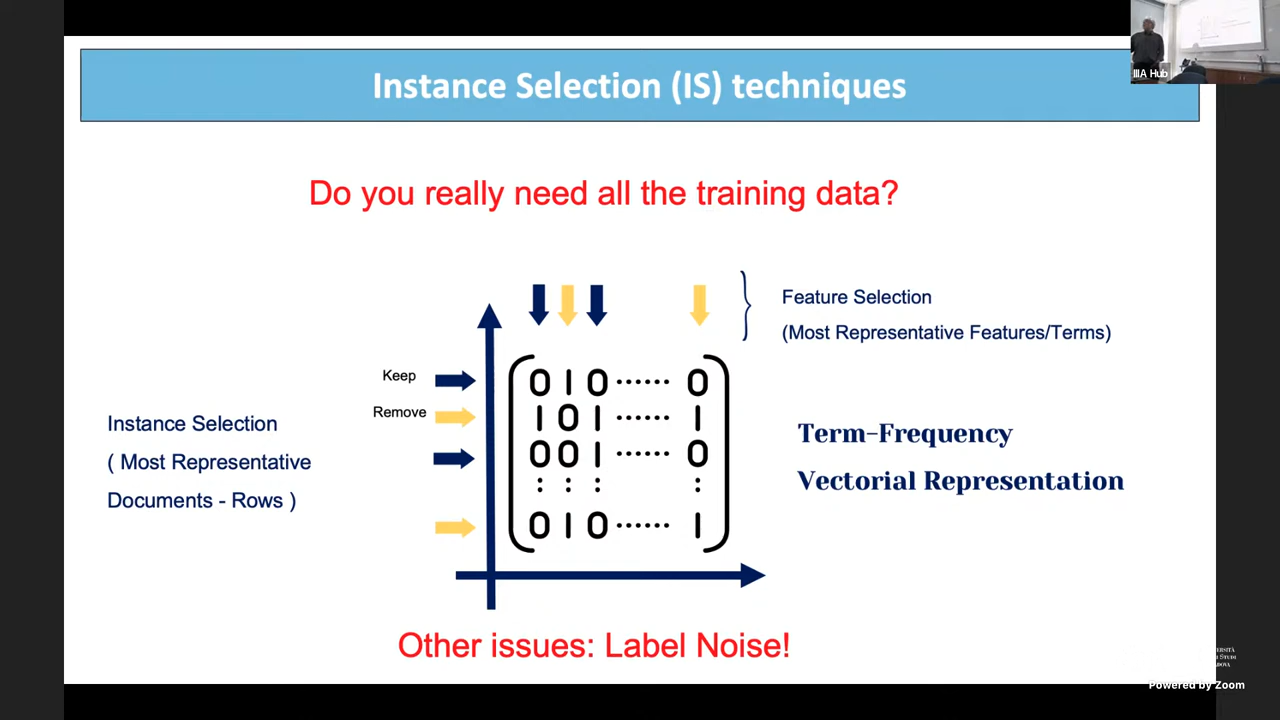 Instance Selection (IS) techniques
IIIA Hub
Do you really need all the training data?
Feature Selection
(Most Representative Features/Terms)
Keep
Remove
Instance Selection
( Most Representative
Documents - Rows )
0 1 0 ...... 0
1 0 1 ...... 1
0 0 1 ...... 0
: : : :
0 1 0 ...... 1
Term-Frequency
Vectorial Representation
Other issues: Label Noise!
Powered by Zoom